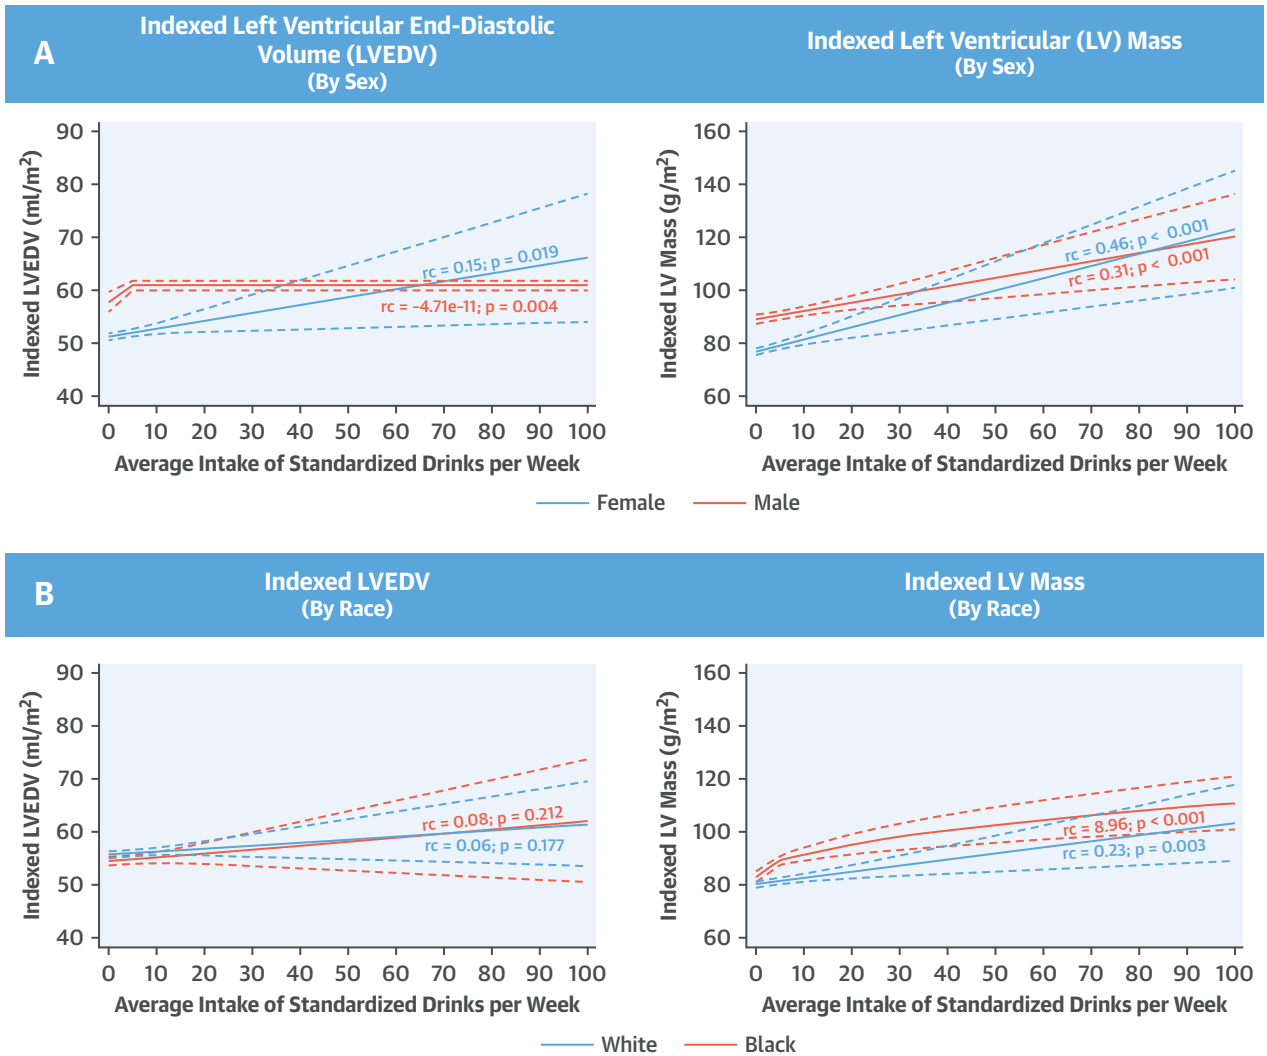 A
Indexed Left Ventricular End-Diastolic
Volume (LVEDV)
(By Sex)
Indexed Left Ventricular (LV) Mass
(By Sex)
Indexed LVEDV (ml/m²)
90
80
70
60
50
40
rc = 0.15; p = 0.019
rc = −4.71e-11; p = 0.004
0 10 20 30 40 50 60 70 80 90 100
Average Intake of Standardized Drinks per Week
Indexed LV Mass (g/m²)
160
140
120
100
80
60
rc = 0.46; p < 0.001
rc = 0.31; p < 0.001
0 10 20 30 40 50 60 70 80 90 100
Average Intake of Standardized Drinks per Week
Female Male
B
Indexed LVEDV
(By Race)
Indexed LV Mass
(By Race)
Indexed LVEDV (ml/m²)
90
80
70
60
50
40
rc = 0.08; p = 0.212
rc = 0.06; p = 0.177
0 10 20 30 40 50 60 70 80 90 100
Average Intake of Standardized Drinks per Week
Indexed LV Mass (g/m²)
160
140
120
100
80
60
rc = 8.96; p < 0.001
rc = 0.23; p = 0.003
0 10 20 30 40 50 60 70 80 90 100
Average Intake of Standardized Drinks per Week
White Black